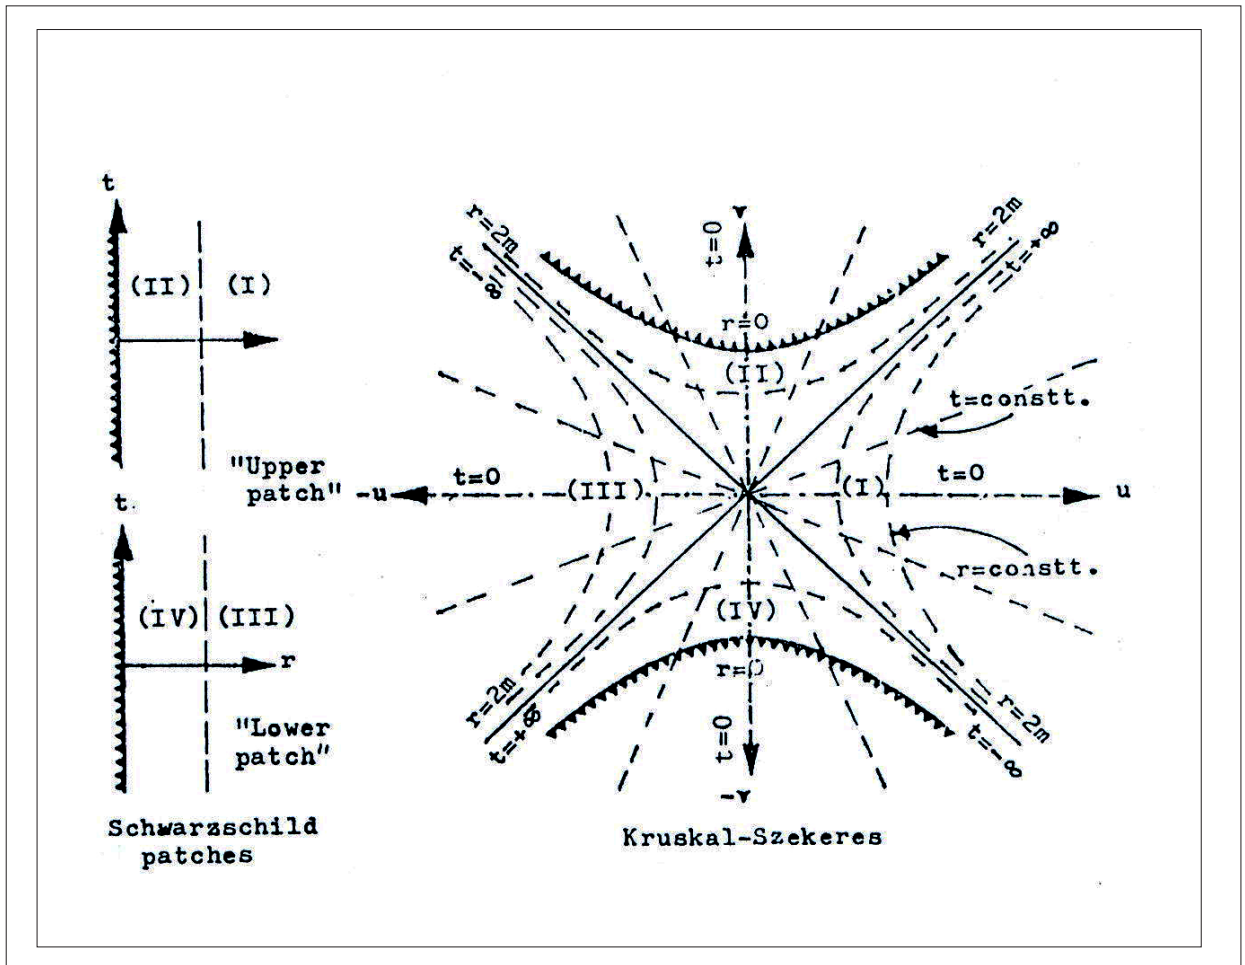 t
(II)
(I)
"Upper
patch"
t
(IV)
(III)
r
"Lower
patch"
Schwarzschild
patches
r=2m
t=-∞
t=0
v
r=2m
t=+∞
r=0
(II)
t=constt.
-u
t=0
(III)
(I)
t=0
u
r=constt.
(IV)
r=0
r=2m
t=+∞
t=0
-v
r=2m
t=-∞
Kruskal-Szekeres